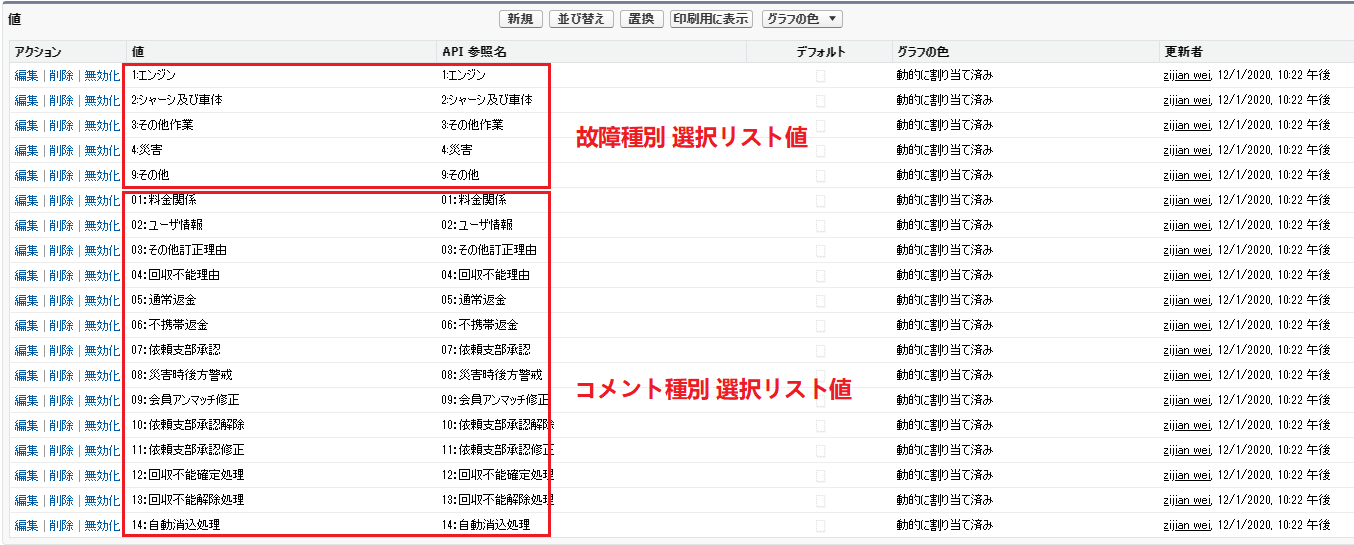 値 新規 並び替え 置換 印刷用に表示 グラフの色 ▼
アクション 値 API 参照名 デフォルト グラフの色 更新者
編集 | 削除 | 無効化 1:エンジン 1:エンジン 動的に割り当て済み zijian wei, 12/1/2020, 10:22 午後
編集 | 削除 | 無効化 2:シャーシ及び車体 2:シャーシ及び車体 動的に割り当て済み zijian wei, 12/1/2020, 10:22 午後
編集 | 削除 | 無効化 3:その他作業 3:その他作業 動的に割り当て済み zijian wei, 12/1/2020, 10:22 午後
故障種別 選択リスト値
編集 | 削除 | 無効化 4:災害 4:災害 動的に割り当て済み zijian wei, 12/1/2020, 10:22 午後
編集 | 削除 | 無効化 9:その他 9:その他 動的に割り当て済み zijian wei, 12/1/2020, 10:22 午後
編集 | 削除 | 無効化 01:料金関係 01:料金関係 動的に割り当て済み zijian wei, 12/1/2020, 10:22 午後
編集 | 削除 | 無効化 02:ユーザ情報 02:ユーザ情報 動的に割り当て済み zijian wei, 12/1/2020, 10:22 午後
編集 | 削除 | 無効化 03:その他訂正理由 03:その他訂正理由 動的に割り当て済み zijian wei, 12/1/2020, 10:22 午後
編集 | 削除 | 無効化 04:回収不能理由 04:回収不能理由 動的に割り当て済み zijian wei, 12/1/2020, 10:22 午後
編集 | 削除 | 無効化 05:通常返金 05:通常返金 動的に割り当て済み zijian wei, 12/1/2020, 10:22 午後
編集 | 削除 | 無効化 06:不携帯返金 06:不携帯返金 動的に割り当て済み zijian wei, 12/1/2020, 10:22 午後
編集 | 削除 | 無効化 07:依頼支部承認 07:依頼支部承認 動的に割り当て済み zijian wei, 12/1/2020, 10:22 午後
編集 | 削除 | 無効化 08:災害時後方警戒 08:災害時後方警戒 動的に割り当て済み zijian wei, 12/1/2020, 10:22 午後
コメント種別 選択リスト値
編集 | 削除 | 無効化 09:会員アンマッチ修正 09:会員アンマッチ修正 動的に割り当て済み zijian wei, 12/1/2020, 10:22 午後
編集 | 削除 | 無効化 10:依頼支部承認解除 10:依頼支部承認解除 動的に割り当て済み zijian wei, 12/1/2020, 10:22 午後
編集 | 削除 | 無効化 11:依頼支部承認修正 11:依頼支部承認修正 動的に割り当て済み zijian wei, 12/1/2020, 10:22 午後
編集 | 削除 | 無効化 12:回収不能確定処理 12:回収不能確定処理 動的に割り当て済み zijian wei, 12/1/2020, 10:22 午後
編集 | 削除 | 無効化 13:回収不能解除処理 13:回収不能解除処理 動的に割り当て済み zijian wei, 12/1/2020, 10:22 午後
編集 | 削除 | 無効化 14:自動消込処理 14:自動消込処理 動的に割り当て済み zijian wei, 12/1/2020, 10:22 午後